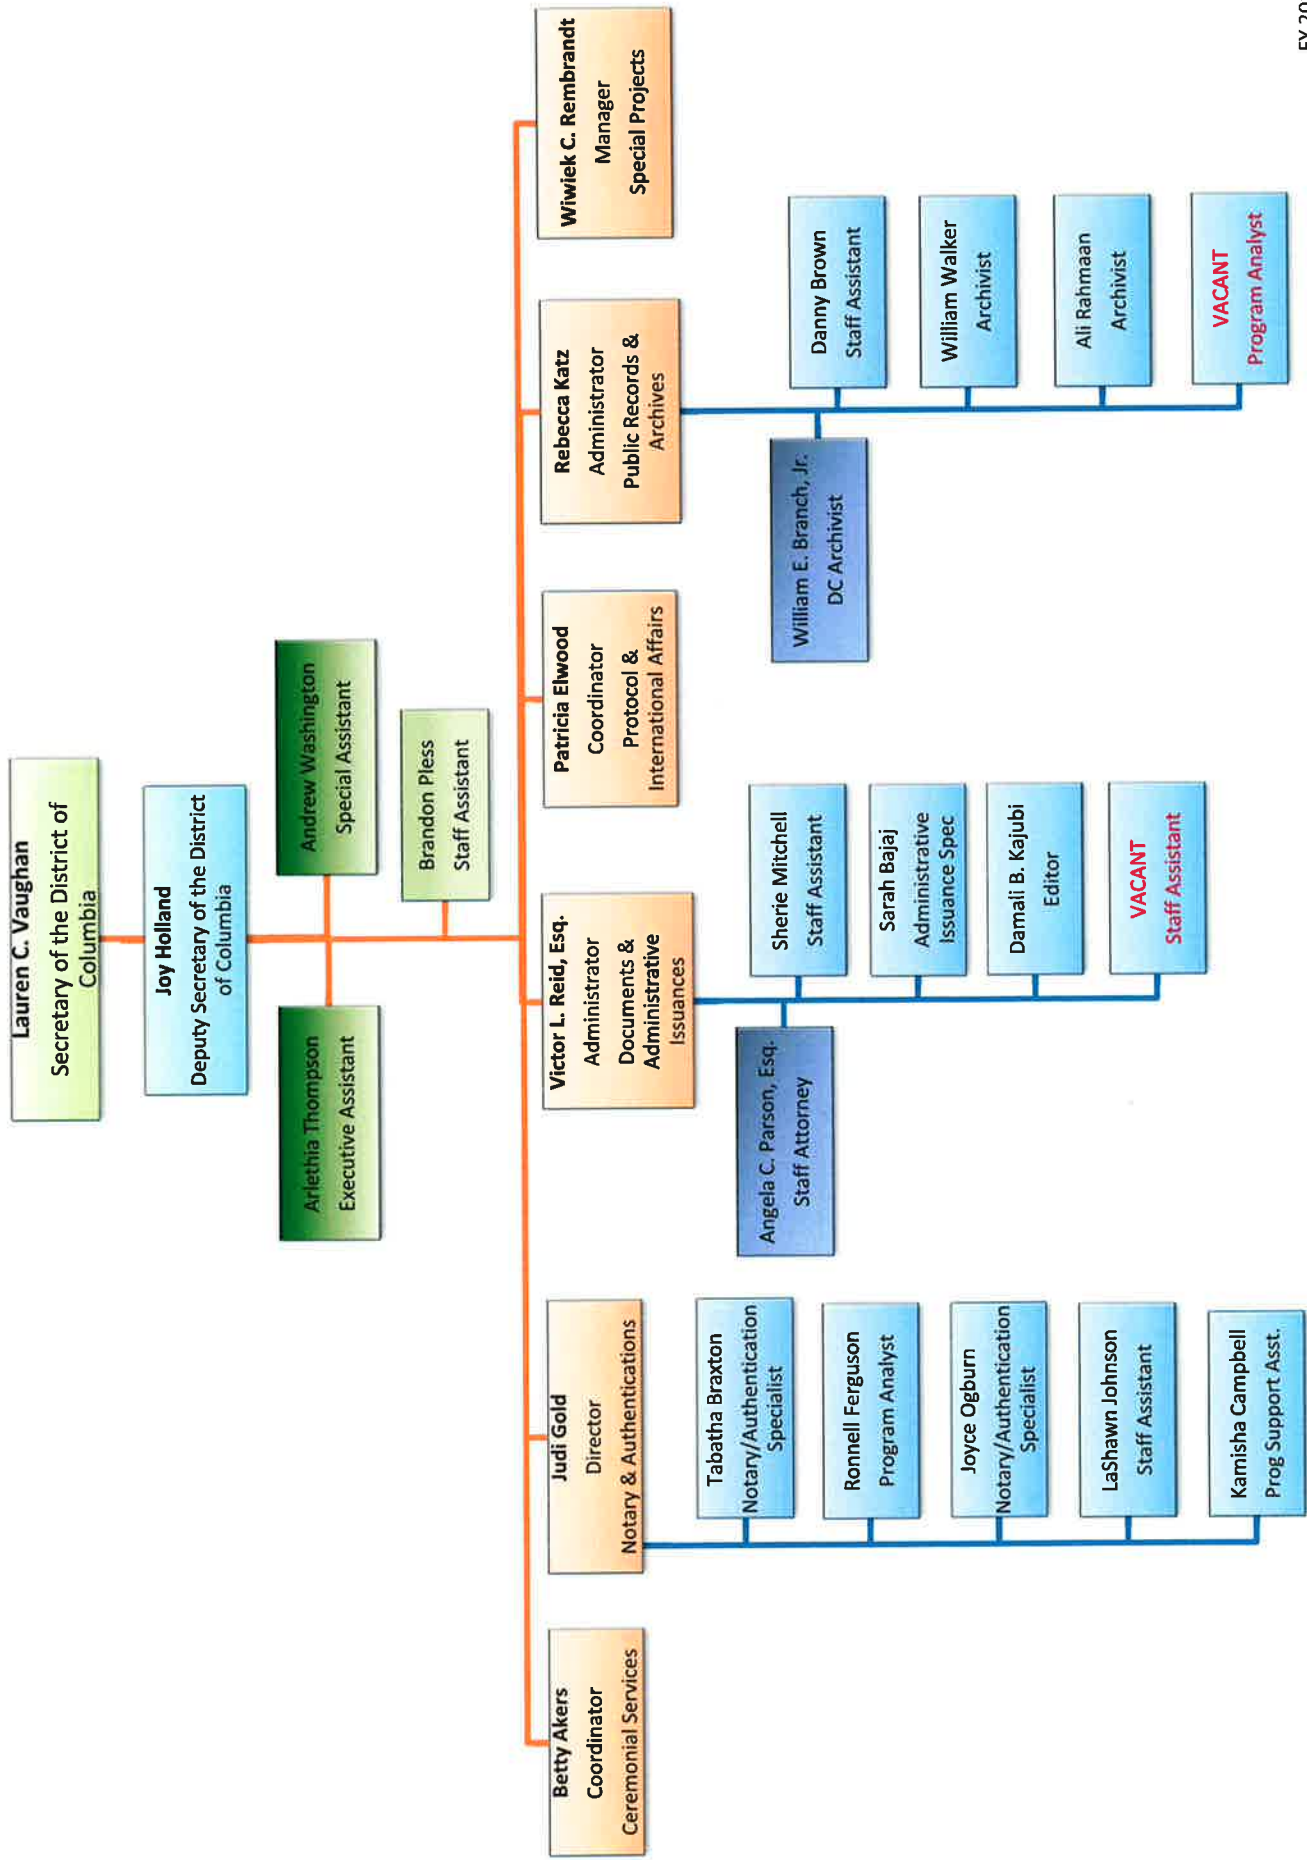 Lauren C. Vaughan
Secretary of the District of
Columbia
Joy Holland
Deputy Secretary of the District
of Columbia
Arlethia Thompson
Executive Assistant
Andrew Washington
Special Assistant
Brandon Pless
Staff Assistant
Betty Akers
Coordinator
Ceremonial Services
Judi Gold
Director
Notary & Authentications
Victor L. Reid, Esq.
Administrator
Documents &
Administrative
Issuances
Patricia Elwood
Coordinator
Protocol &
International Affairs
Rebecca Katz
Administrator
Public Records &
Archives
Wiwiek C. Rembrandt
Manager
Special Projects
Tabatha Braxton
Notary/Authentication
Specialist
Ronnell Ferguson
Program Analyst
Joyce Ogburn
Notary/Authentication
Specialist
LaShawn Johnson
Staff Assistant
Kamisha Campbell
Prog Support Asst.
Angela C. Parson, Esq.
Staff Attorney
Sherie Mitchell
Staff Assistant
Sarah Bajaj
Administrative
Issuance Spec
Damali B. Kajubi
Editor
VACANT
Staff Assistant
William E. Branch, Jr.
DC Archivist
Danny Brown
Staff Assistant
William Walker
Archivist
Ali Rahmaan
Archivist
VACANT
Program Analyst
FY 20